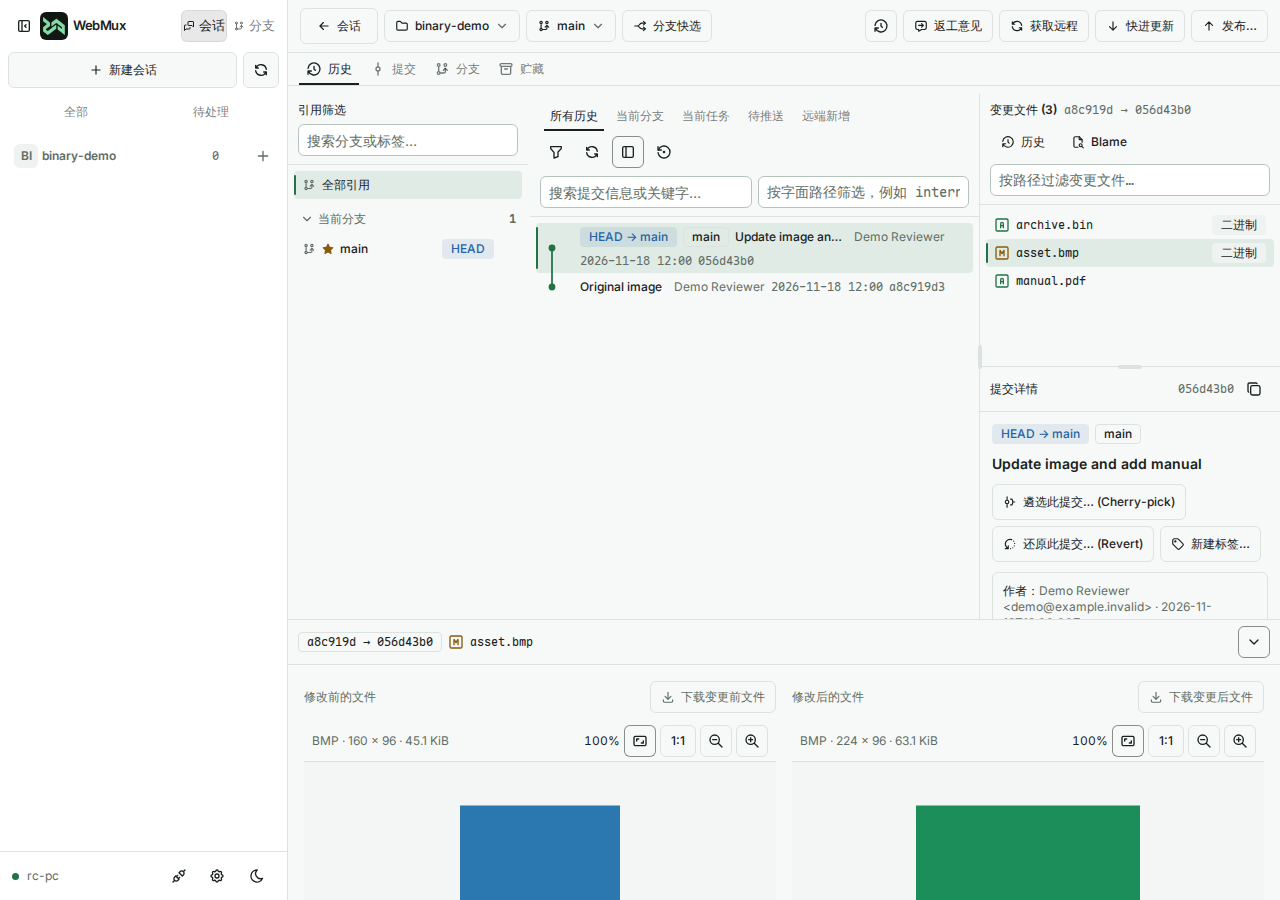 WebMux
会话
分支
新建会话
全部
待处理
BI binary-demo 0
rc-pc
会话
binary-demo
main
分支快选
返工意见
获取远程
快进更新
发布...
历史
提交
分支
贮藏
引用筛选
搜索分支或标签...
全部引用
当前分支 1
main HEAD
所有历史
当前分支
当前任务
待推送
远端新增
搜索提交信息或关键字...
按字面路径筛选，例如 intern
HEAD → main main Update image an... Demo Reviewer
2026-11-18 12:00 056d43b0
Original image Demo Reviewer 2026-11-18 12:00 a8c919d3
变更文件 (3) a8c919d → 056d43b0
历史
Blame
按路径过滤变更文件…
A archive.bin 二进制
M asset.bmp 二进制
A manual.pdf
提交详情 056d43b0
HEAD → main main
Update image and add manual
遴选此提交... (Cherry-pick)
还原此提交... (Revert)
新建标签...
作者：Demo Reviewer
<demo@example.invalid> · 2026-11-
a8c919d → 056d43b0 M asset.bmp
修改前的文件
下载变更前文件
BMP · 160 × 96 · 45.1 KiB
100%
1:1
修改后的文件
下载变更后文件
BMP · 224 × 96 · 63.1 KiB
100%
1:1